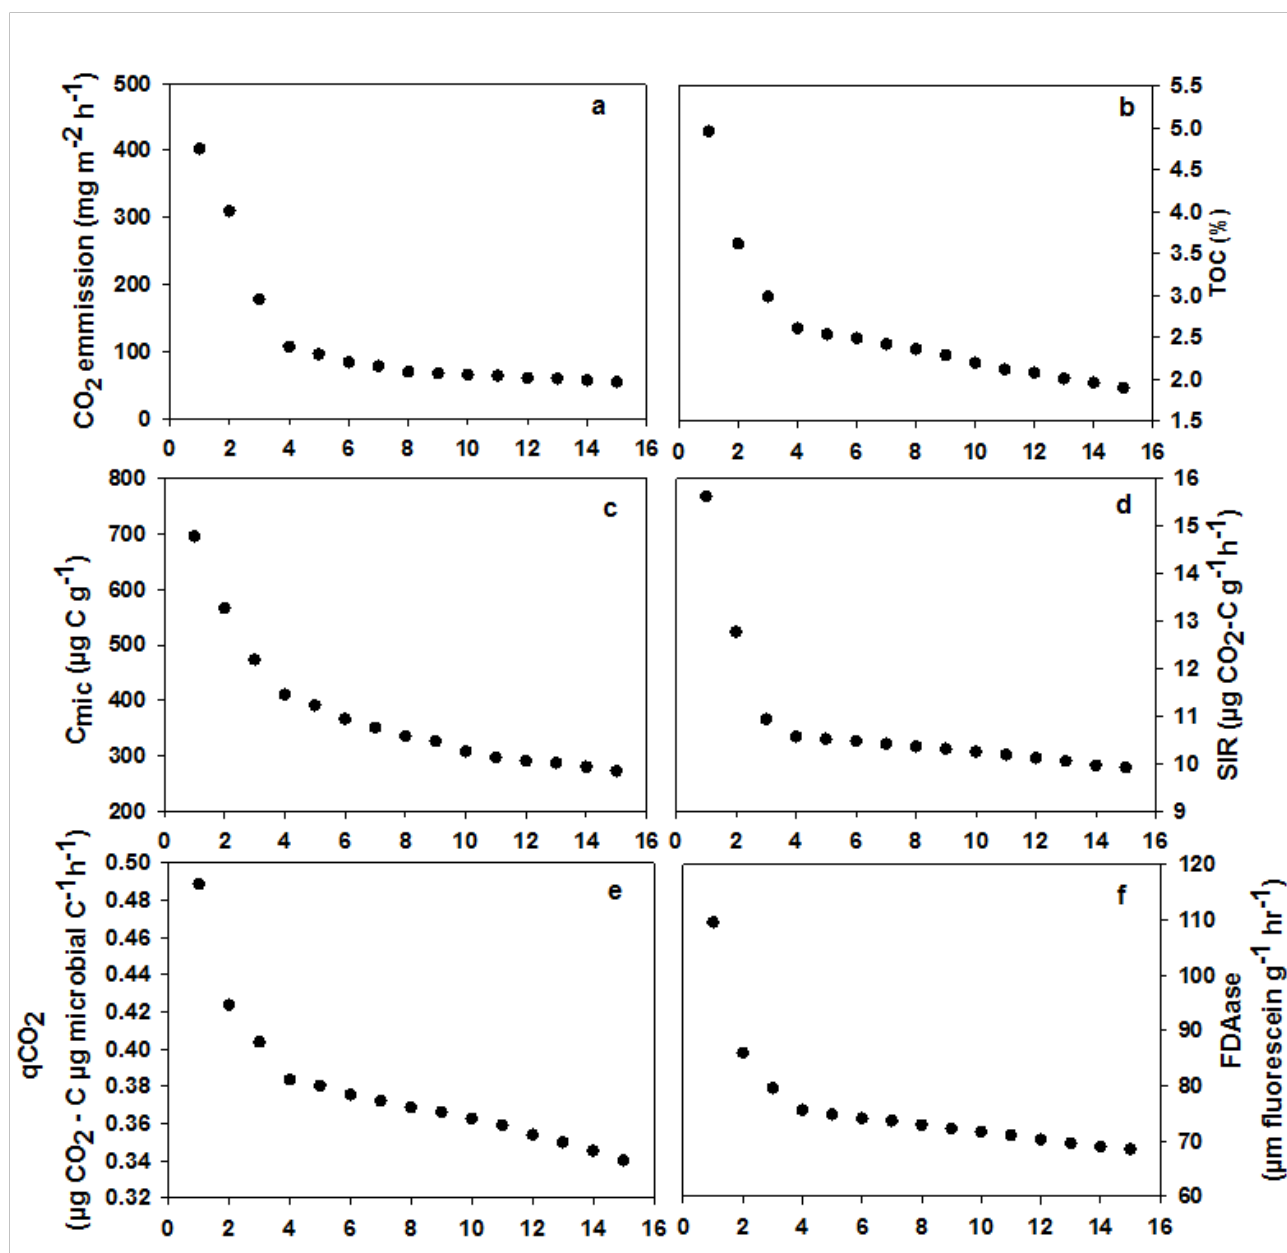 a
CO2 emmission (mg m-2 h-1)
500
400
300
200
100
0
0 2 4 6 8 10 12 14 16
b
TOC (%)
5.5
5.0
4.5
4.0
3.5
3.0
2.5
2.0
1.5
0 2 4 6 8 10 12 14 16
c
Cmic (µg C g-1)
800
700
600
500
400
300
200
0 2 4 6 8 10 12 14 16
d
SIR (µg CO2-C g-1h-1)
16
15
14
13
12
11
10
9
0 2 4 6 8 10 12 14 16
e
qCO2
(µg CO2 - C µg microbial C-1h-1)
0.50
0.48
0.46
0.44
0.42
0.40
0.38
0.36
0.34
0.32
0 2 4 6 8 10 12 14 16
f
FDAase
(µm fluorescein g-1 hr-1)
120
110
100
90
80
70
60
0 2 4 6 8 10 12 14 16